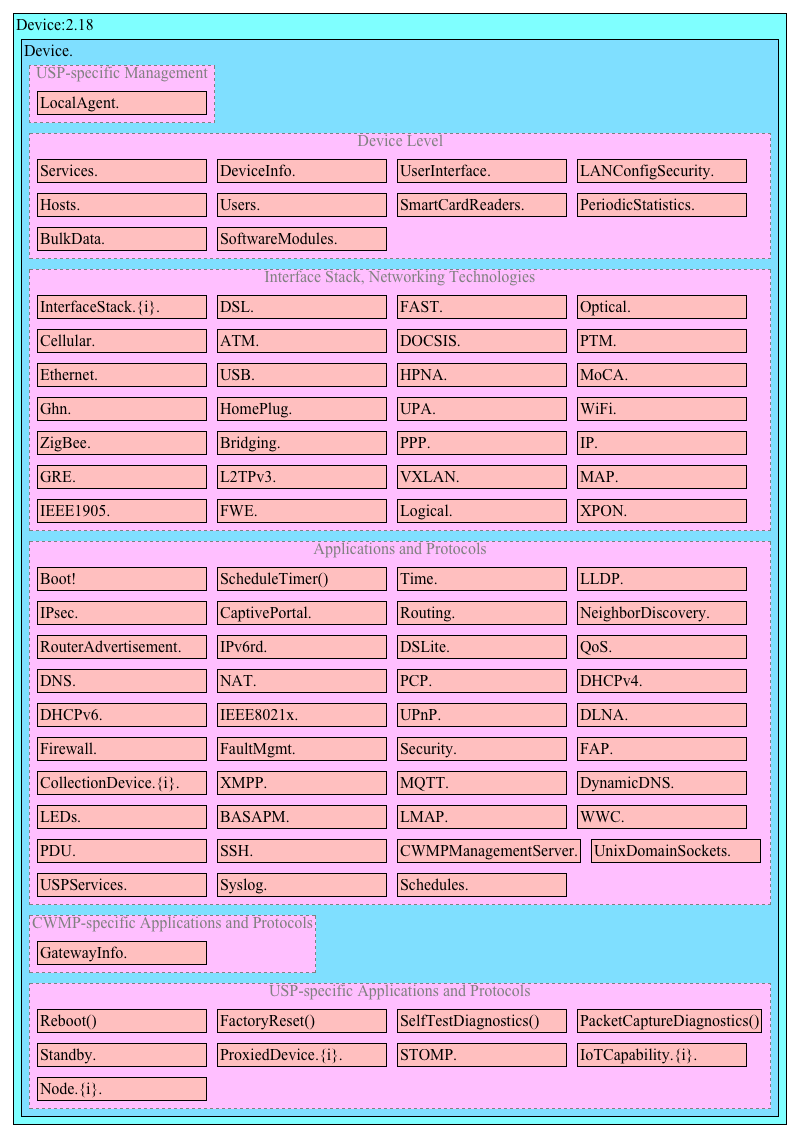 Device:2.18
Device.
USP-specific Management
LocalAgent.
Device Level
Services. DeviceInfo. UserInterface. LANConfigSecurity.
Hosts. Users. SmartCardReaders. PeriodicStatistics.
BulkData. SoftwareModules.
Interface Stack, Networking Technologies
InterfaceStack.{i}. DSL. FAST. Optical.
Cellular. ATM. DOCSIS. PTM.
Ethernet. USB. HPNA. MoCA.
Ghn. HomePlug. UPA. WiFi.
ZigBee. Bridging. PPP. IP.
GRE. L2TPv3. VXLAN. MAP.
IEEE1905. FWE. Logical. XPON.
Applications and Protocols
Boot! ScheduleTimer() Time. LLDP.
IPsec. CaptivePortal. Routing. NeighborDiscovery.
RouterAdvertisement. IPv6rd. DSLite. QoS.
DNS. NAT. PCP. DHCPv4.
DHCPv6. IEEE8021x. UPnP. DLNA.
Firewall. FaultMgmt. Security. FAP.
CollectionDevice.{i}. XMPP. MQTT. DynamicDNS.
LEDs. BASAPM. LMAP. WWC.
PDU. SSH. CWMPManagementServer. UnixDomainSockets.
USPServices. Syslog. Schedules.
CWMP-specific Applications and Protocols
GatewayInfo.
USP-specific Applications and Protocols
Reboot() FactoryReset() SelfTestDiagnostics() PacketCaptureDiagnostics()
Standby. ProxiedDevice.{i}. STOMP. IoTCapability.{i}.
Node.{i}.